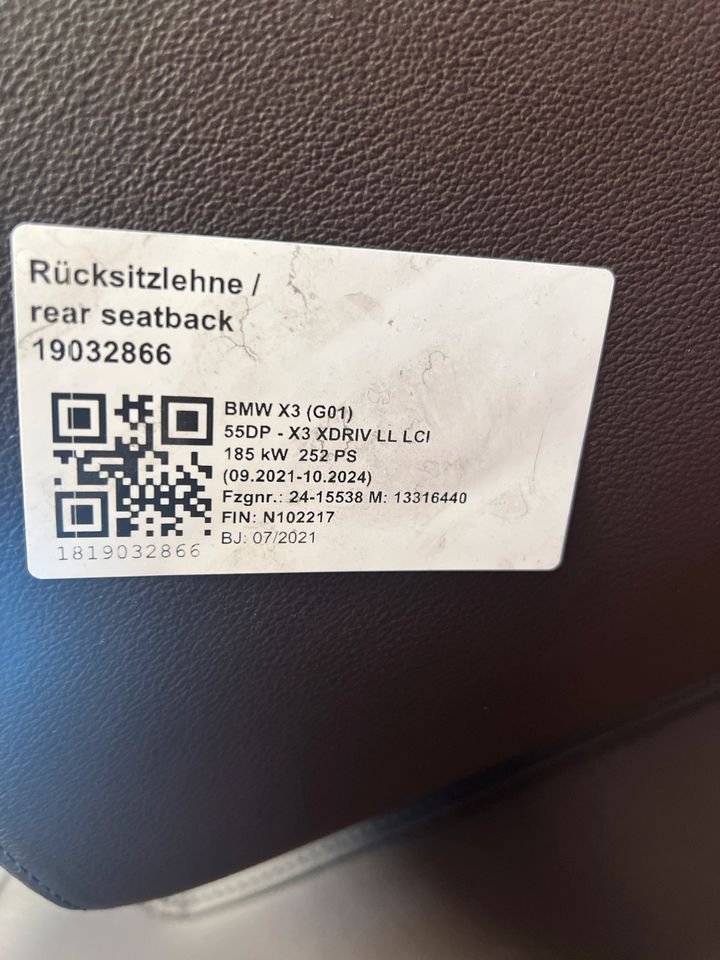 Rücksitzlehne /
rear seatback
19032866
BMW X3 (G01)
55DP - X3 XDRIV LL LCI
185 kW 252 PS
(09.2021-10.2024)
Fzgnr.: 24-15538 M: 13316440
FIN: N102217
BJ: 07/2021
1819032866